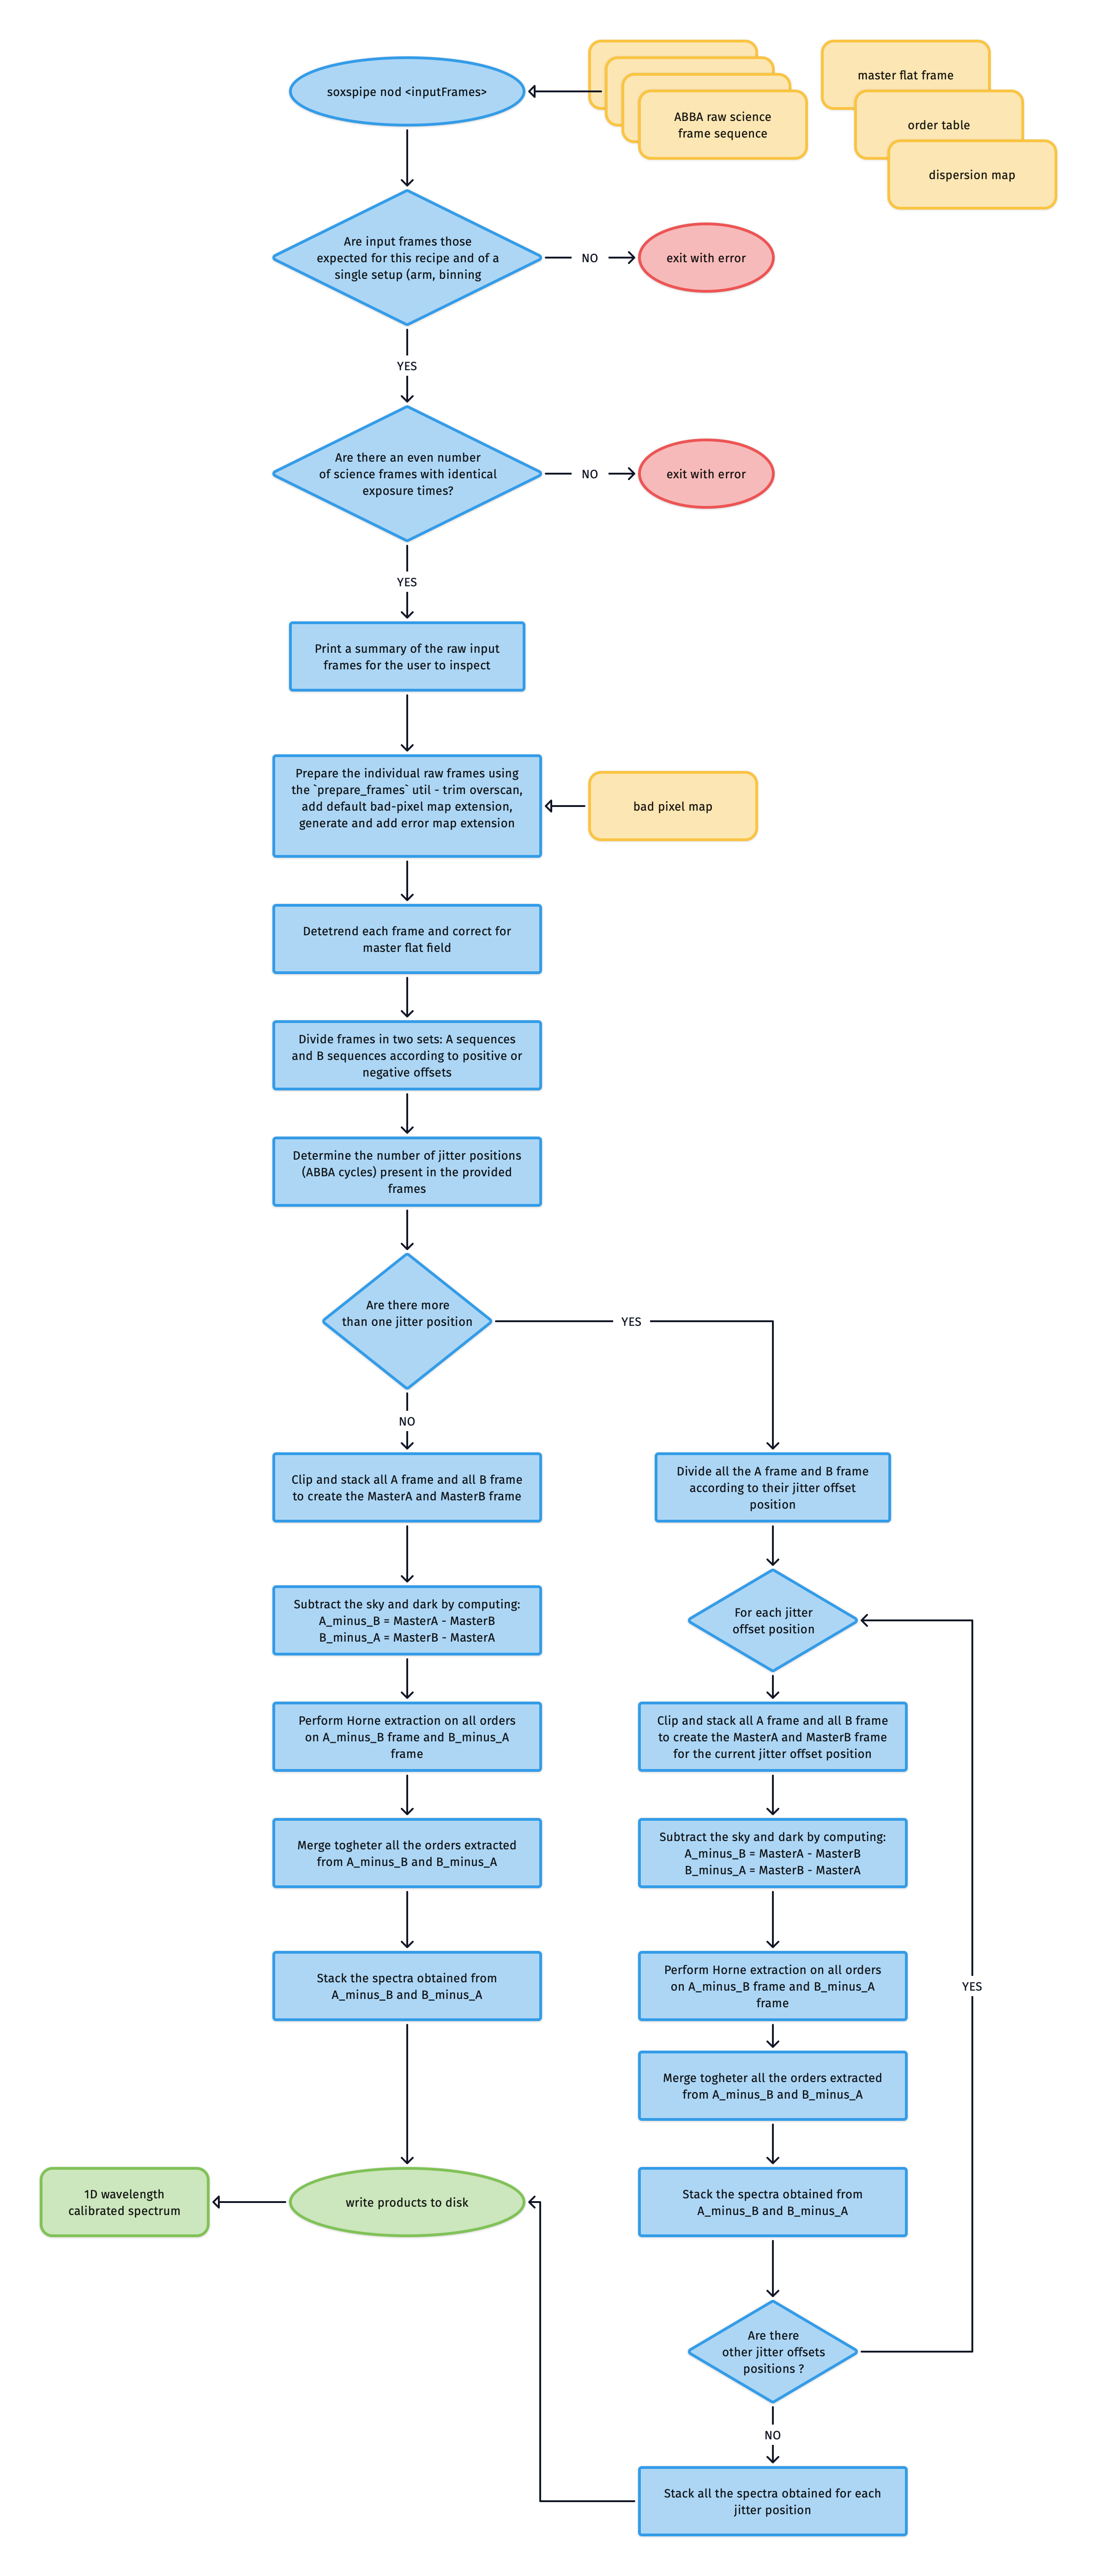 soxspipe nod <inputFrames>
ABBA raw science
frame sequence
master flat frame
order table
dispersion map
Are input frames those
expected for this recipe and of a
single setup (arm, binning
NO
exit with error
YES
Are there an even number
of science frames with identical
exposure times?
NO
exit with error
YES
Print a summary of the raw input
frames for the user to inspect
Prepare the individual raw frames using
the `prepare_frames` util - trim overscan,
add default bad-pixel map extension,
generate and add error map extension
bad pixel map
Detetrend each frame and correct for
master flat field
Divide frames in two sets: A sequences
and B sequences according to positive or
negative offsets
Determine the number of jitter positions
(ABBA cycles) present in the provided
frames
Are there more
than one jitter position
YES
NO
Clip and stack all A frame and all B frame
to create the MasterA and MasterB frame
Subtract the sky and dark by computing:
A_minus_B = MasterA - MasterB
B_minus_A = MasterB - MasterA
Perform Horne extraction on all orders
on A_minus_B frame and B_minus_A
frame
Merge togheter all the orders extracted
from A_minus_B and B_minus_A
Stack the spectra obtained from
A_minus_B and B_minus_A
write products to disk
1D wavelength
calibrated spectrum
Divide all the A frame and B frame
according to their jitter offset
position
For each jitter
offset position
Clip and stack all A frame and all B frame
to create the MasterA and MasterB frame
for the current jitter offset position
Subtract the sky and dark by computing:
A_minus_B = MasterA - MasterB
B_minus_A = MasterB - MasterA
Perform Horne extraction on all orders
on A_minus_B frame and B_minus_A
frame
YES
Merge togheter all the orders extracted
from A_minus_B and B_minus_A
Stack the spectra obtained from
A_minus_B and B_minus_A
Are there
other jitter offsets
positions ?
NO
Stack all the spectra obtained for each
jitter position